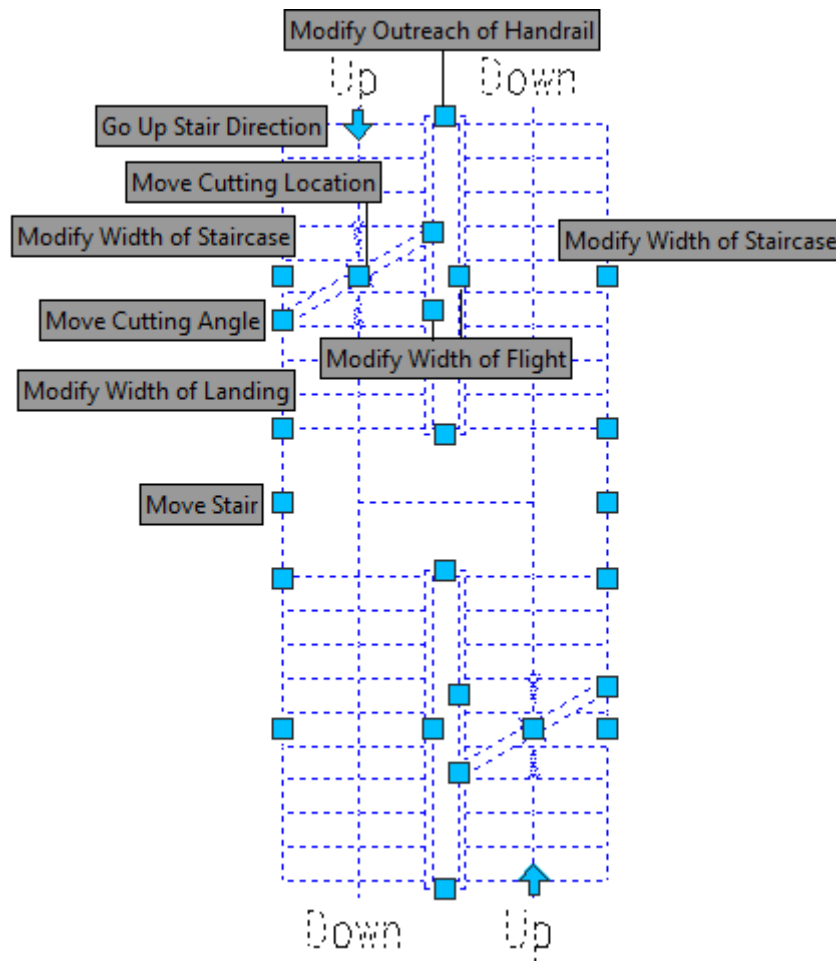 Modify Outreach of Handrail
Up
Down
Go Up Stair Direction
Move Cutting Location
Modify Width of Staircase
Modify Width of Staircase
Move Cutting Angle
Modify Width of Flight
Modify Width of Landing
Move Stair
Down
Up